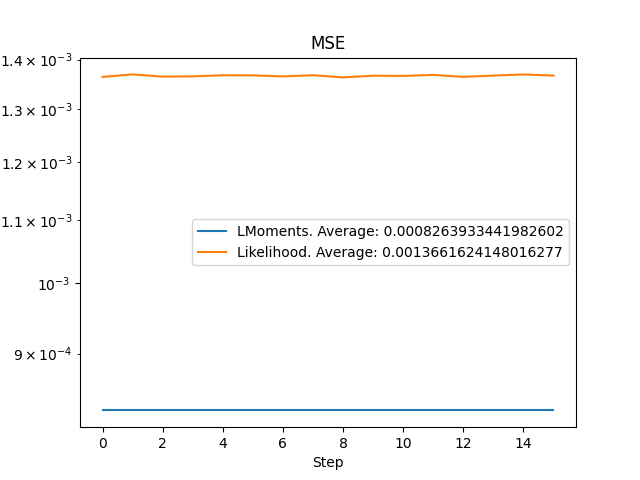 MSE
1.4 × 10⁻³
1.3 × 10⁻³
1.2 × 10⁻³
1.1 × 10⁻³
10⁻³
9 × 10⁻⁴
LMoments. Average: 0.0008263933441982602
Likelihood. Average: 0.0013661624148016277
0 2 4 6 8 10 12 14
Step